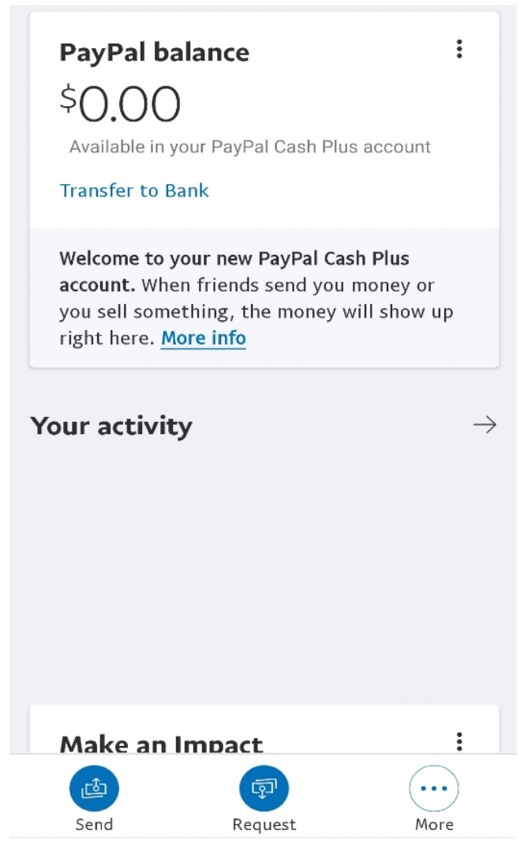 PayPal balance
$0.00
Available in your PayPal Cash Plus account
Transfer to Bank
Welcome to your new PayPal Cash Plus
account. When friends send you money or
you sell something, the money will show up
right here. More info
Your activity
Make an Impact
Send Request More